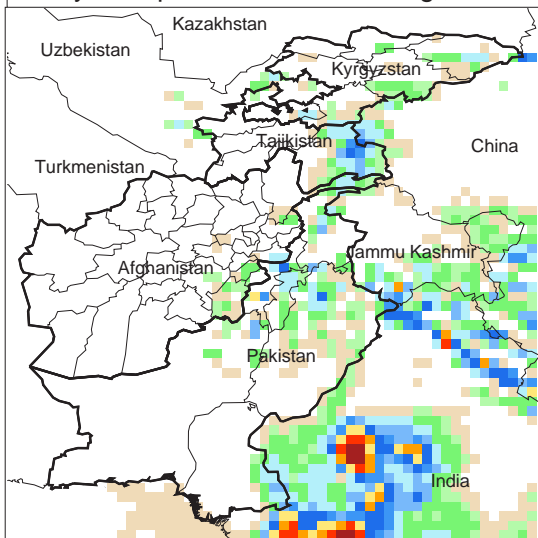 Kazakhstan
Uzbekistan
Kyrgyzstan
Tajikistan
China
Turkmenistan
Jammu Kashmir
Afghanistan
Pakistan
India